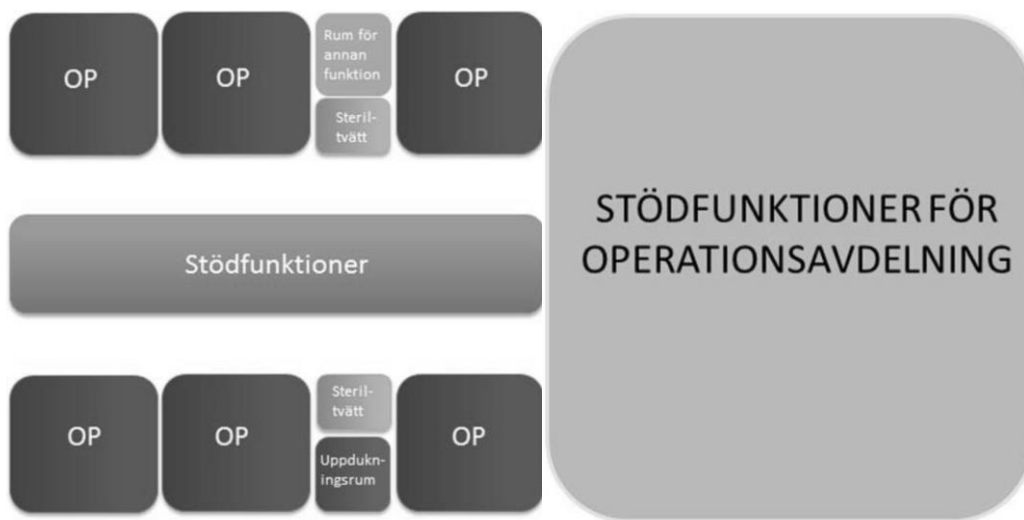 OP
OP
Rum för
annan
funktion
Steril-
tvätt
OP
Stödfunktioner
OP
OP
Steril-
tvätt
Uppdukn-
ingsrum
OP
STÖDFUNKTIONER FÖR
OPERATIONSAVDELNING